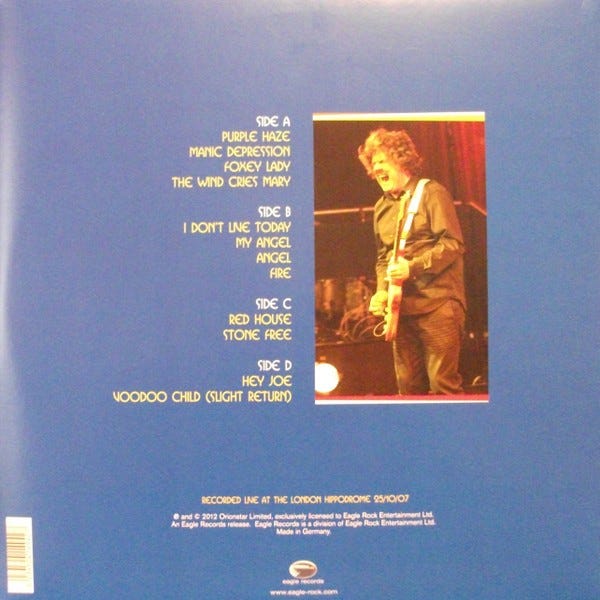 SIDE A
PURPLE HAZE
MANIC DEPRESSION
FOXEY LADY
THE WIND CRIES MARY
SIDE B
I DON'T LIVE TODAY
MY ANGEL
ANGEL
FIRE
SIDE C
RED HOUSE
STONE FREE
SIDE D
HEY JOE
VOODOO CHILD (SLIGHT RETURN)
RECORDED LIVE AT THE LONDON HIPPODROME 25/10/07
℗ and © 2012 Orionstar Limited, exclusively licensed to Eagle Rock Entertainment Ltd.
An Eagle Records release. Eagle Records is a division of Eagle Rock Entertainment Ltd.
Made in Germany.
eagle records
www.eagle-rock.com